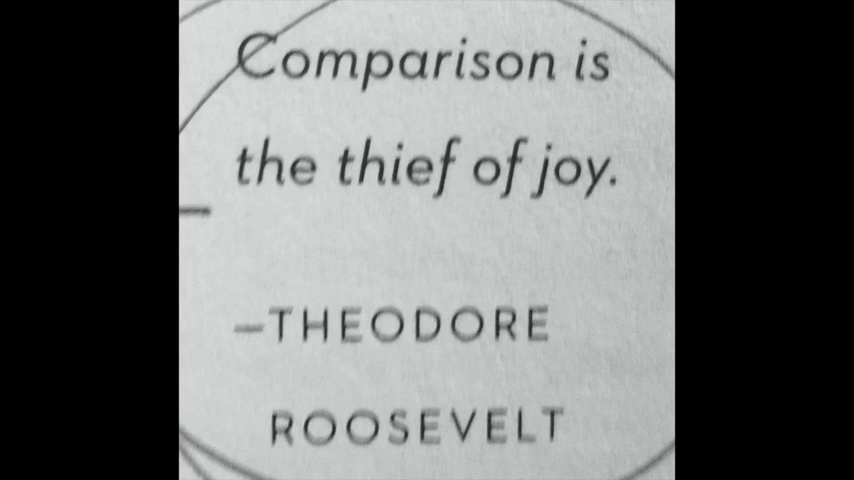 Comparison is
the thief of joy.
—THEODORE
ROOSEVELT